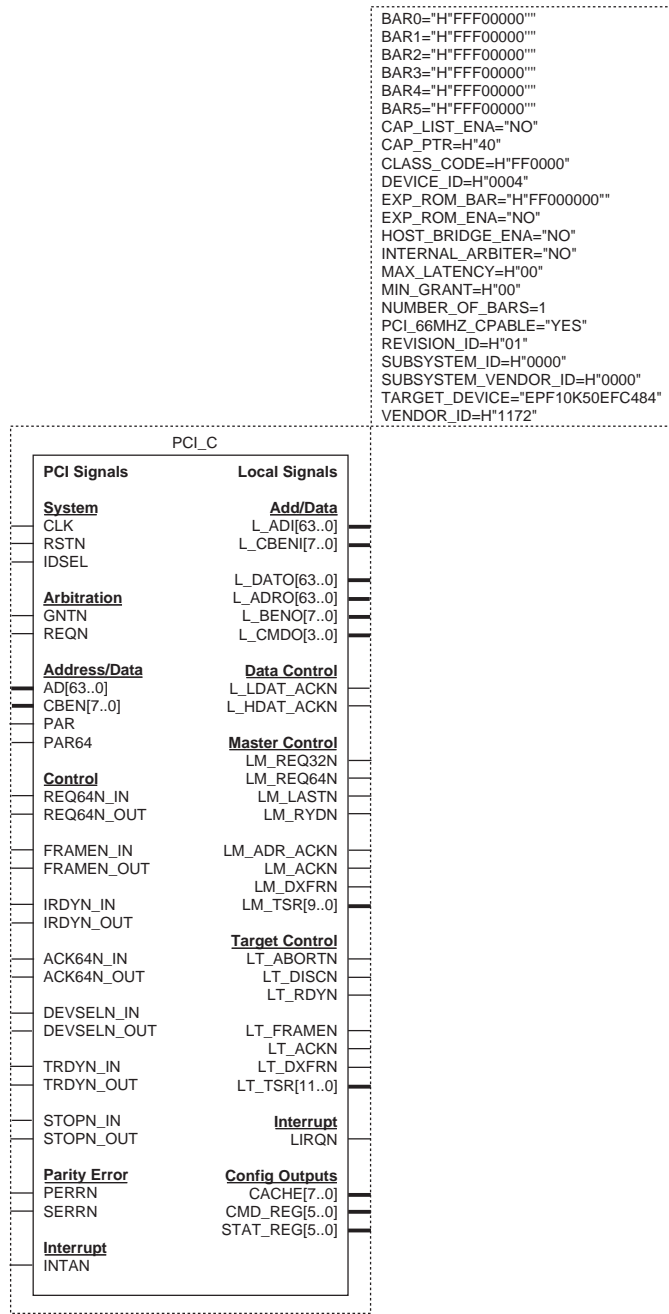 BAR0="H"FFF00000""
BAR1="H"FFF00000""
BAR2="H"FFF00000""
BAR3="H"FFF00000""
BAR4="H"FFF00000""
BAR5="H"FFF00000""
CAP_LIST_ENA="NO"
CAP_PTR=H"40"
CLASS_CODE=H"FF0000"
DEVICE_ID=H"0004"
EXP_ROM_BAR="H"FF000000""
EXP_ROM_ENA="NO"
HOST_BRIDGE_ENA="NO"
INTERNAL_ARBITER="NO"
MAX_LATENCY=H"00"
MIN_GRANT=H"00"
NUMBER_OF_BARS=1
PCI_66MHZ_CPABLE="YES"
REVISION_ID=H"01"
SUBSYSTEM_ID=H"0000"
SUBSYSTEM_VENDOR_ID=H"0000"
TARGET_DEVICE="EPF10K50EFC484"
VENDOR_ID=H"1172"
PCI_C
PCI Signals
System
CLK
RSTN
IDSEL
Arbitration
GNTN
REQN
Address/Data
AD[63..0]
CBEN[7..0]
PAR
PAR64
Control
REQ64N_IN
REQ64N_OUT
FRAMEN_IN
FRAMEN_OUT
IRDYN_IN
IRDYN_OUT
ACK64N_IN
ACK64N_OUT
DEVSELN_IN
DEVSELN_OUT
TRDYN_IN
TRDYN_OUT
STOPN_IN
STOPN_OUT
Parity Error
PERRN
SERRN
Interrupt
INTAN
Local Signals
Add/Data
L_ADI[63..0]
L_CBENI[7..0]
L_DATO[63..0]
L_ADRO[63..0]
L_BENO[7..0]
L_CMDO[3..0]
Data Control
L_LDAT_ACKN
L_HDAT_ACKN
Master Control
LM_REQ32N
LM_REQ64N
LM_LASTN
LM_RYDN
LM_ADR_ACKN
LM_ACKN
LM_DXFRN
LM_TSR[9..0]
Target Control
LT_ABORTN
LT_DISCN
LT_RDYN
LT_FRAMEN
LT_ACKN
LT_DXFRN
LT_TSR[11..0]
Interrupt
LIRQN
Config Outputs
CACHE[7..0]
CMD_REG[5..0]
STAT_REG[5..0]